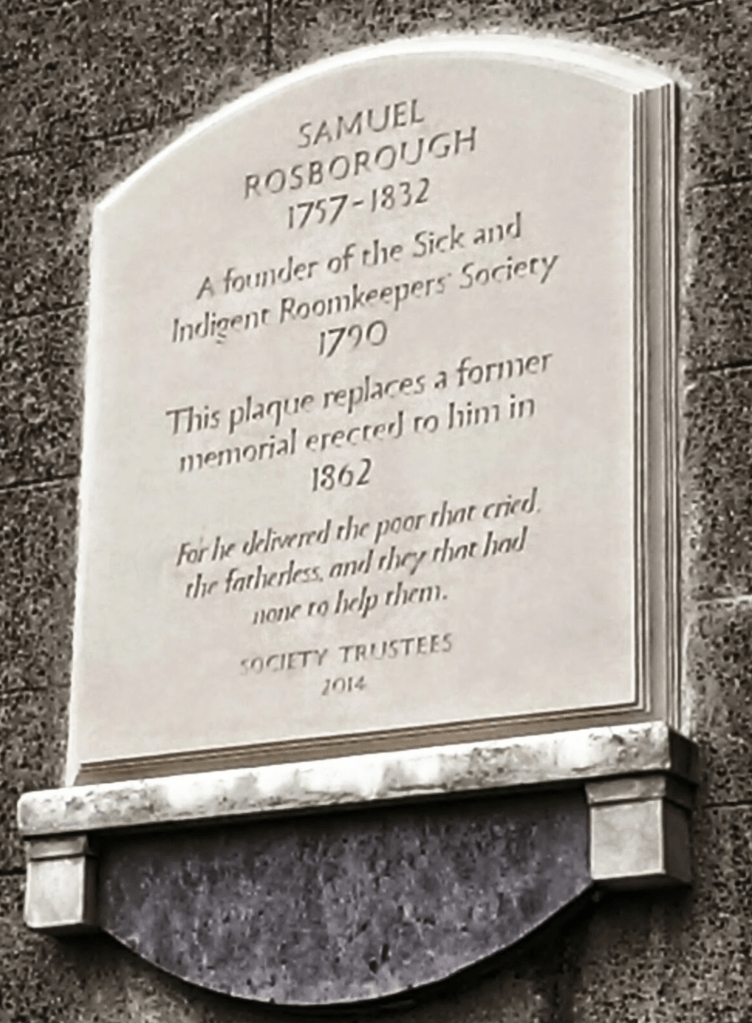 SAMUEL
ROSBOROUGH
1757-1832
A founder of the Sick and
Indigent Roomkeepers' Society
1790
This plaque replaces a former
memorial erected to him in
1862
For he delivered the poor that cried,
the fatherless, and they that had
none to help them.
SOCIETY TRUSTEES
2014